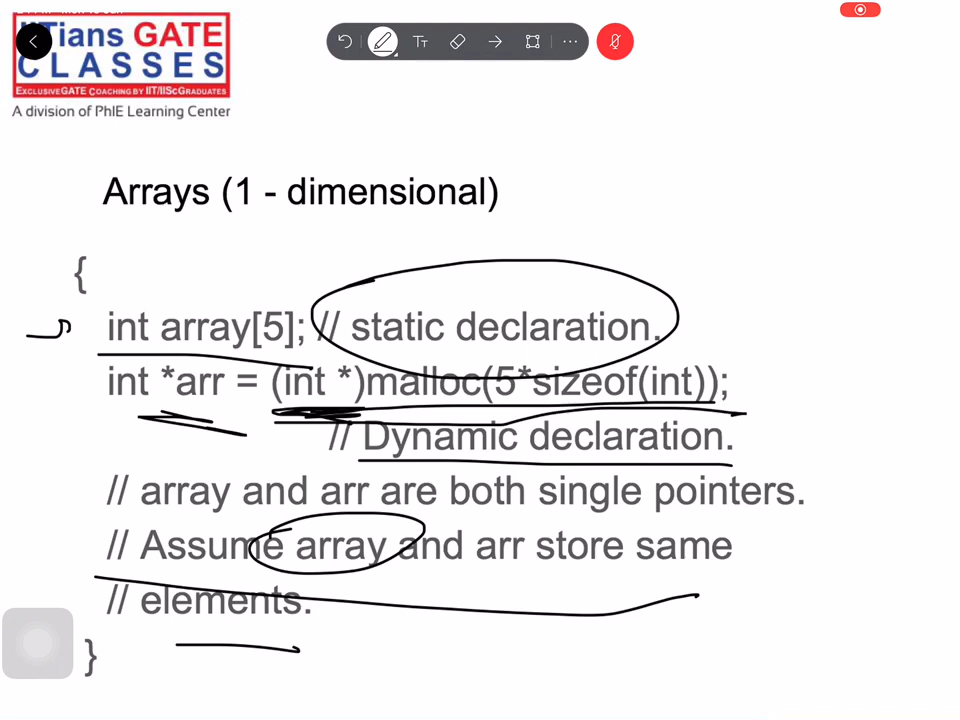 IITians GATE
CLASSES
EXCLUSIVE GATE COACHING BY IIT/IISc GRADUATES
A division of PhIE Learning Center
Tт
Arrays (1 - dimensional)
{
int array[5]; // static declaration.
int *arr = (int *)malloc(5*sizeof(int));
// Dynamic declaration.
// array and arr are both single pointers.
// Assume array and arr store same
// elements.
}